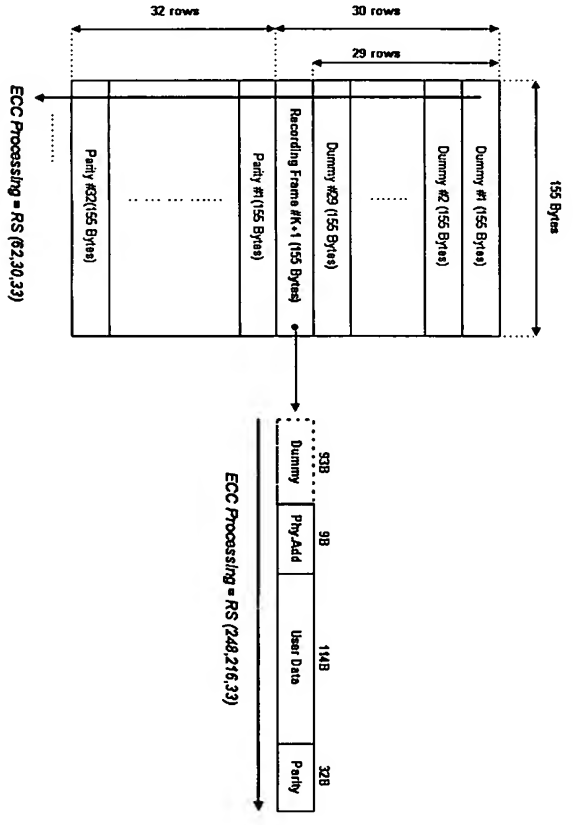 32 rows
30 rows
29 rows
155 Bytes
Dummy #1 (155 Bytes)
Dummy #2 (155 Bytes)
........
Dummy #29 (155 Bytes)
Recording Frame #K+1 (155 Bytes)
Parity #1(155 Bytes)
... ... ... ...
Parity #32(155 Bytes)
ECC Processing = RS (62,30,33)
93B
9B
114B
32B
Dummy
Phy.Add
User Data
Parity
ECC Processing = RS (248,216,33)